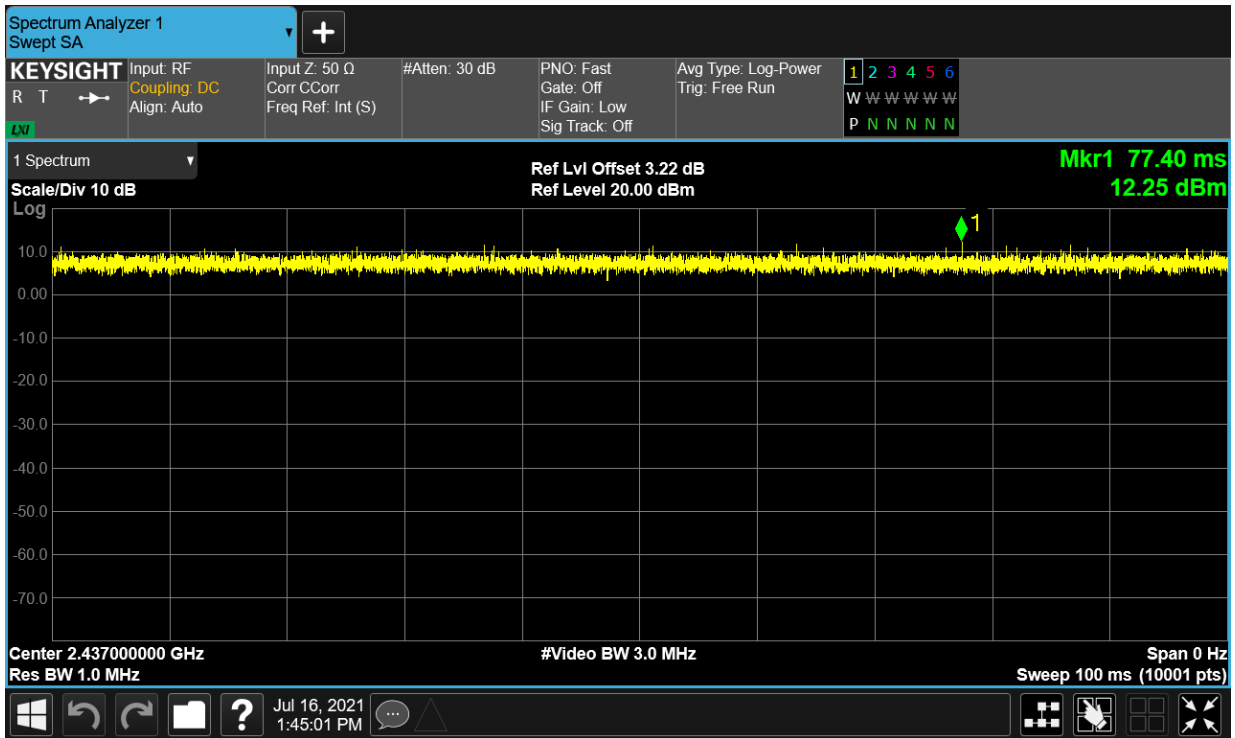 Spectrum Analyzer 1
Swept SA
KEYSIGHT
R T
LXI
Input: RF
Coupling: DC
Align: Auto
Input Z: 50 Ω
Corr CCorr
Freq Ref: Int (S)
#Atten: 30 dB
PNO: Fast
Gate: Off
IF Gain: Low
Sig Track: Off
Avg Type: Log-Power
Trig: Free Run
1 2 3 4 5 6
W W W W W W
P N N N N N
1 Spectrum
Scale/Div 10 dB
Log
Ref Lvl Offset 3.22 dB
Ref Level 20.00 dBm
Mkr1 77.40 ms
12.25 dBm
1
10.0
0.00
-10.0
-20.0
-30.0
-40.0
-50.0
-60.0
-70.0
Center 2.437000000 GHz
Res BW 1.0 MHz
#Video BW 3.0 MHz
Span 0 Hz
Sweep 100 ms (10001 pts)
?
Jul 16, 2021
1:45:01 PM